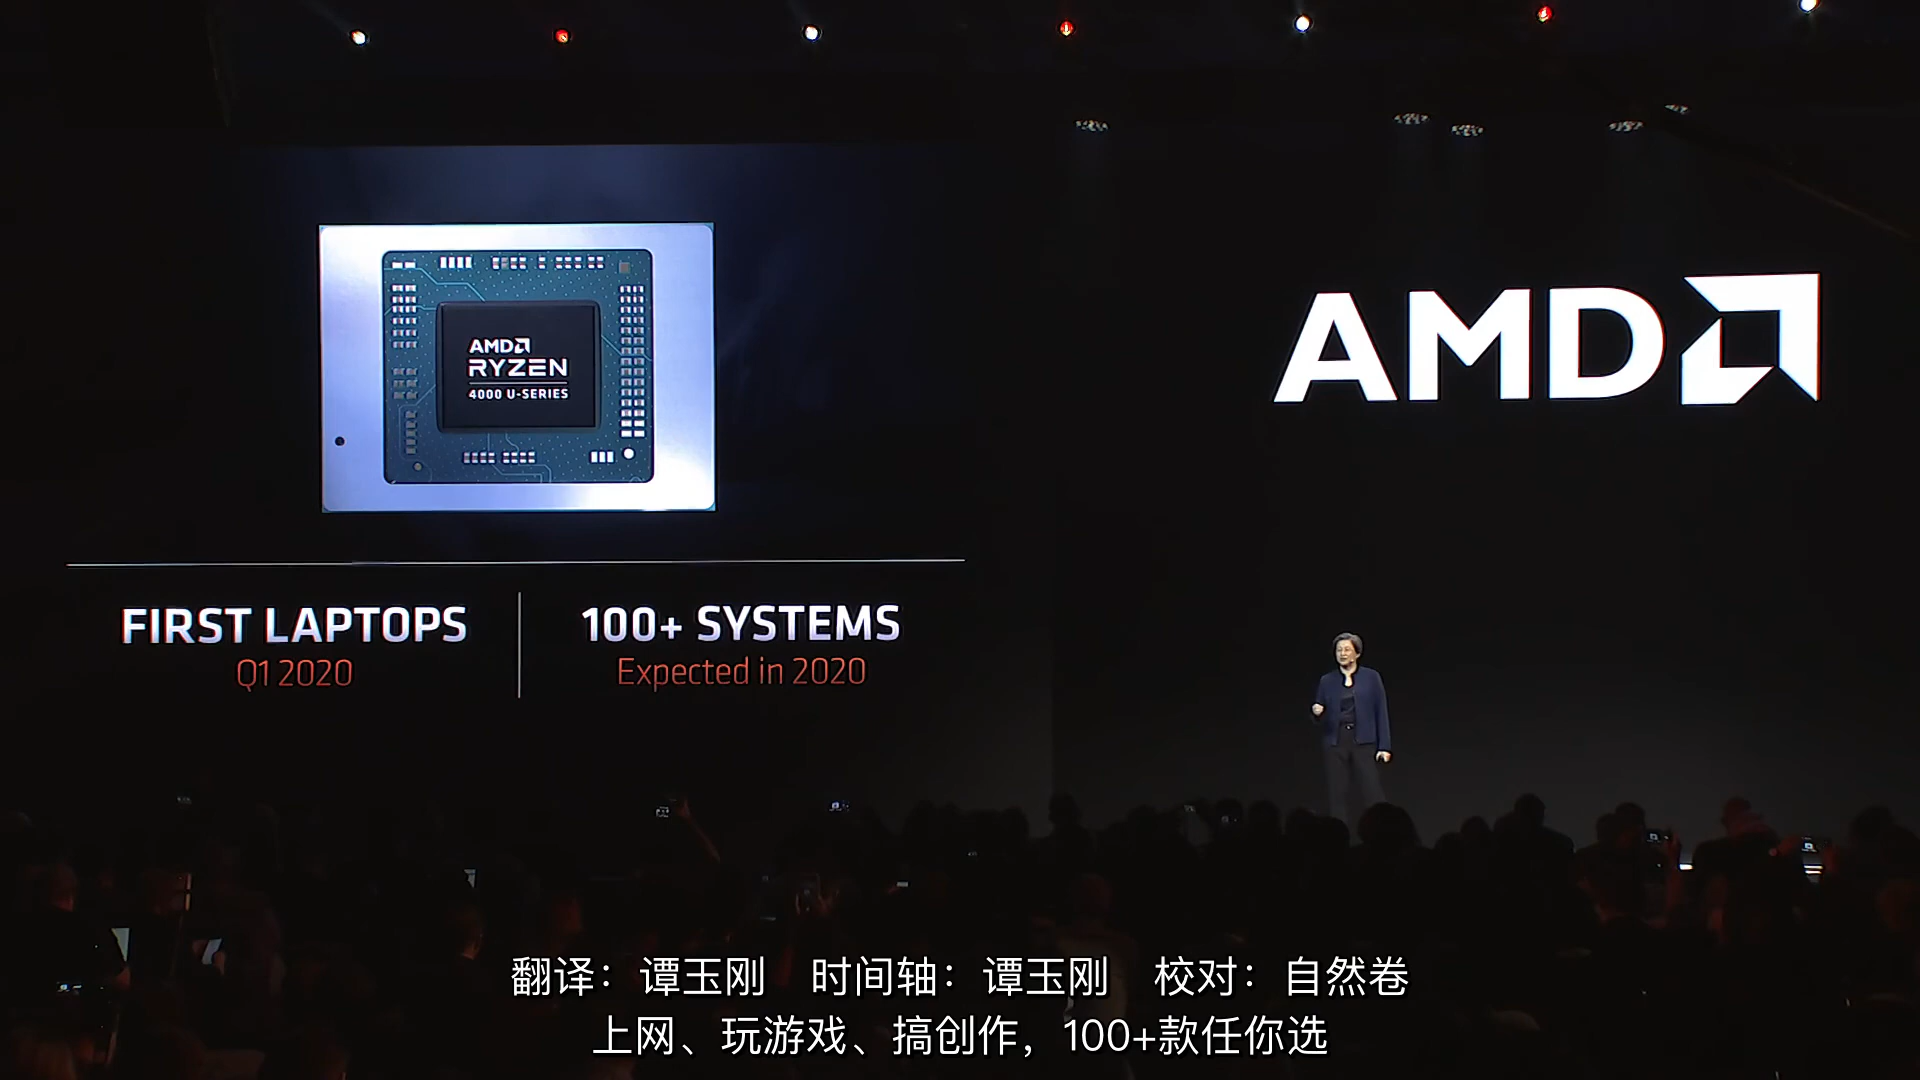 AMD
RYZEN
4000 U-SERIES
FIRST LAPTOPS
Q1 2020
100+ SYSTEMS
Expected in 2020
AMD
翻译：谭玉刚 时间轴：谭玉刚 校对：自然卷
上网、玩游戏、搞创作，100+款任你选